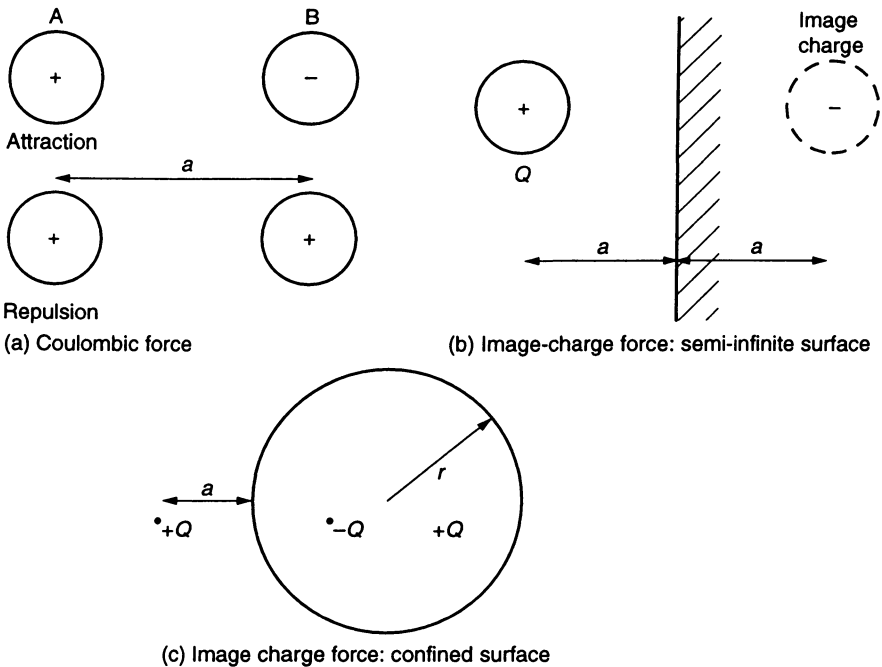 A
B
+
−
Attraction
a
+
+
Repulsion
(a) Coulombic force
Image
charge
+
−
Q
a
a
(b) Image-charge force: semi-infinite surface
r
a
+Q
−Q
+Q
(c) Image charge force: confined surface